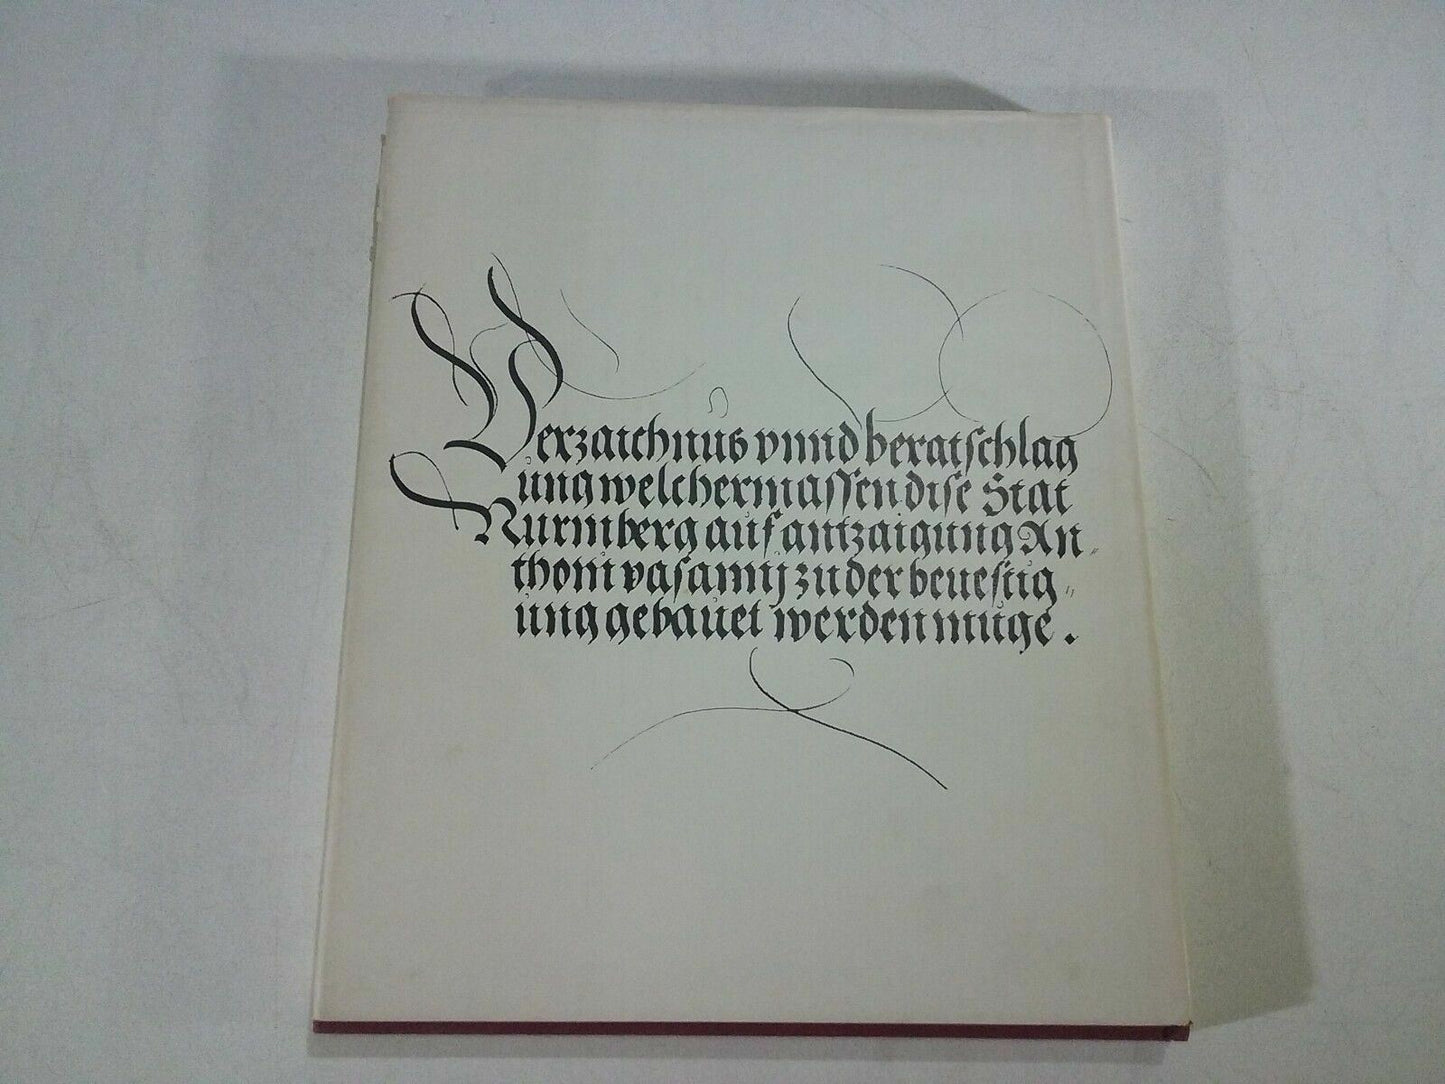 Verzaichnus vnnd beratſchlag
ung welchermaſſen diſe Stat
Nurmberg auf antzaigung An„
thoni vaſanij zu der beueſtig„
ung gebauet werden muge.